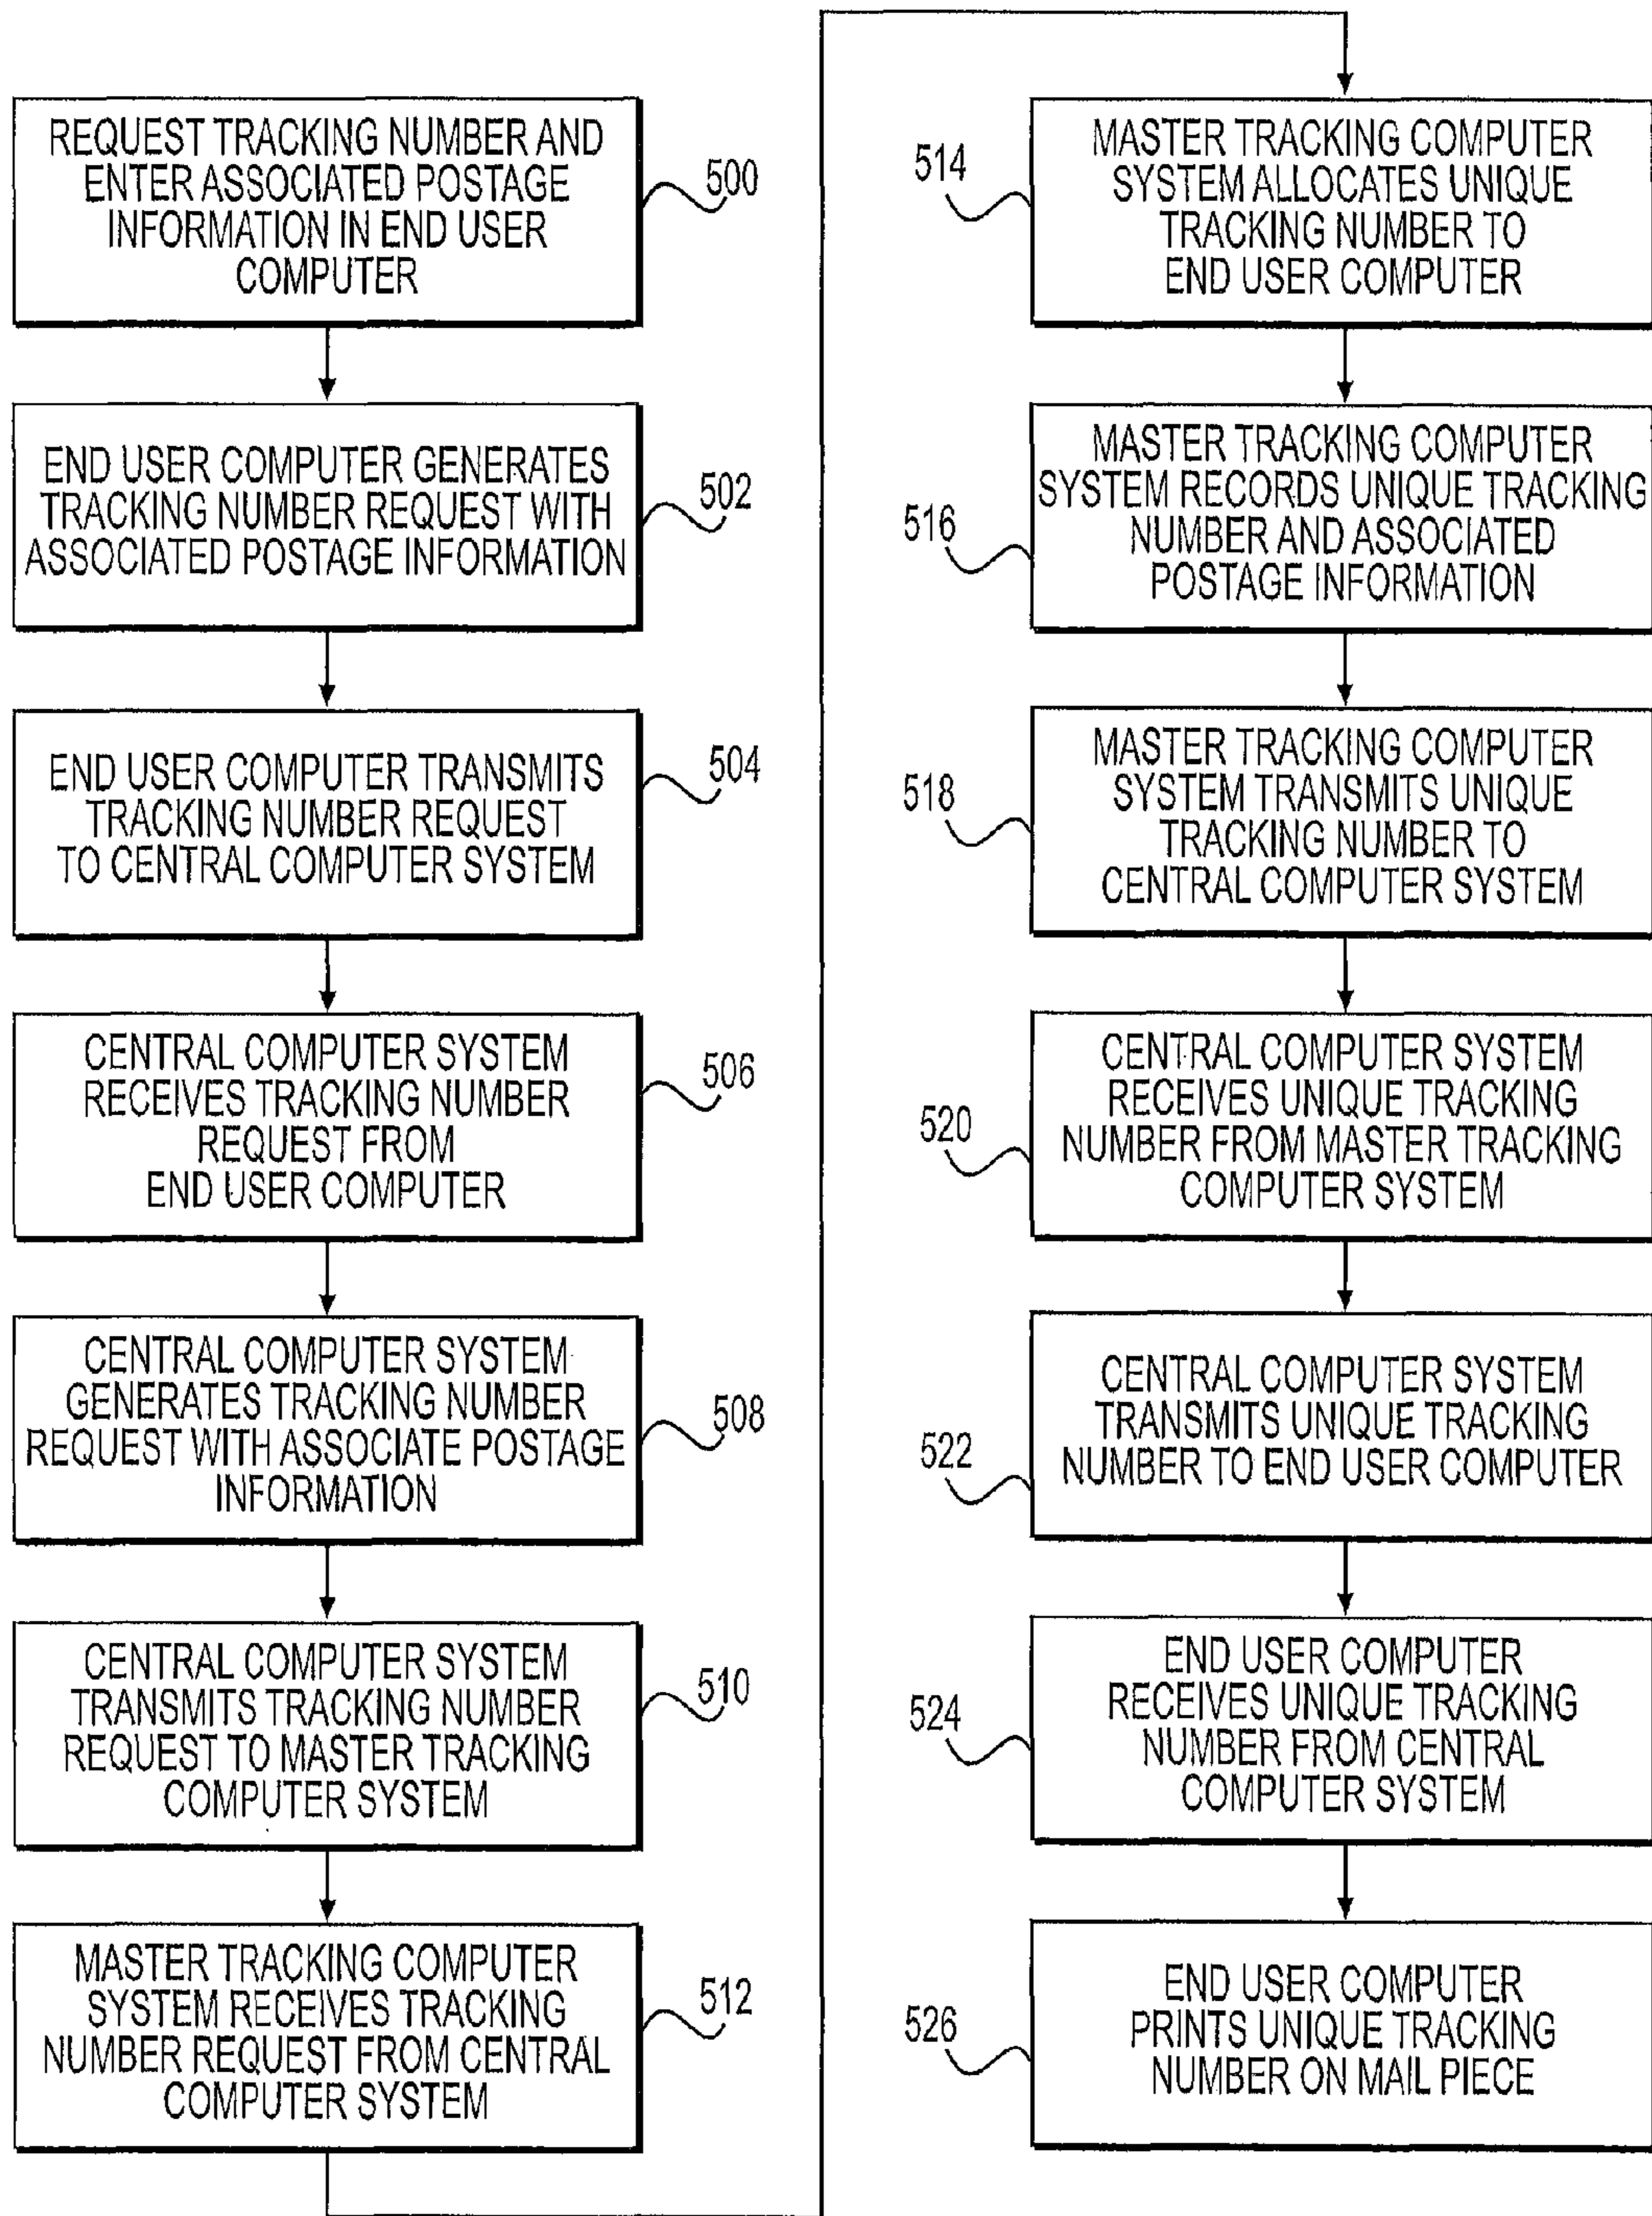 REQUEST TRACKING NUMBER AND
ENTER ASSOCIATED POSTAGE
INFORMATION IN END USER
COMPUTER
500
END USER COMPUTER GENERATES
TRACKING NUMBER REQUEST WITH
ASSOCIATED POSTAGE INFORMATION
502
END USER COMPUTER TRANSMITS
TRACKING NUMBER REQUEST
TO CENTRAL COMPUTER SYSTEM
504
CENTRAL COMPUTER SYSTEM
RECEIVES TRACKING NUMBER
REQUEST FROM
END USER COMPUTER
506
CENTRAL COMPUTER SYSTEM
GENERATES TRACKING NUMBER
REQUEST WITH ASSOCIATE POSTAGE
INFORMATION
508
CENTRAL COMPUTER SYSTEM
TRANSMITS TRACKING NUMBER
REQUEST TO MASTER TRACKING
COMPUTER SYSTEM
510
MASTER TRACKING COMPUTER
SYSTEM RECEIVES TRACKING
NUMBER REQUEST FROM CENTRAL
COMPUTER SYSTEM
512
514
MASTER TRACKING COMPUTER
SYSTEM ALLOCATES UNIQUE
TRACKING NUMBER TO
END USER COMPUTER
516
MASTER TRACKING COMPUTER
SYSTEM RECORDS UNIQUE TRACKING
NUMBER AND ASSOCIATED
POSTAGE INFORMATION
518
MASTER TRACKING COMPUTER
SYSTEM TRANSMITS UNIQUE
TRACKING NUMBER TO
CENTRAL COMPUTER SYSTEM
520
CENTRAL COMPUTER SYSTEM
RECEIVES UNIQUE TRACKING
NUMBER FROM MASTER TRACKING
COMPUTER SYSTEM
522
CENTRAL COMPUTER SYSTEM
TRANSMITS UNIQUE TRACKING
NUMBER TO END USER COMPUTER
524
END USER COMPUTER
RECEIVES UNIQUE TRACKING
NUMBER FROM CENTRAL
COMPUTER SYSTEM
526
END USER COMPUTER
PRINTS UNIQUE TRACKING
NUMBER ON MAIL PIECE